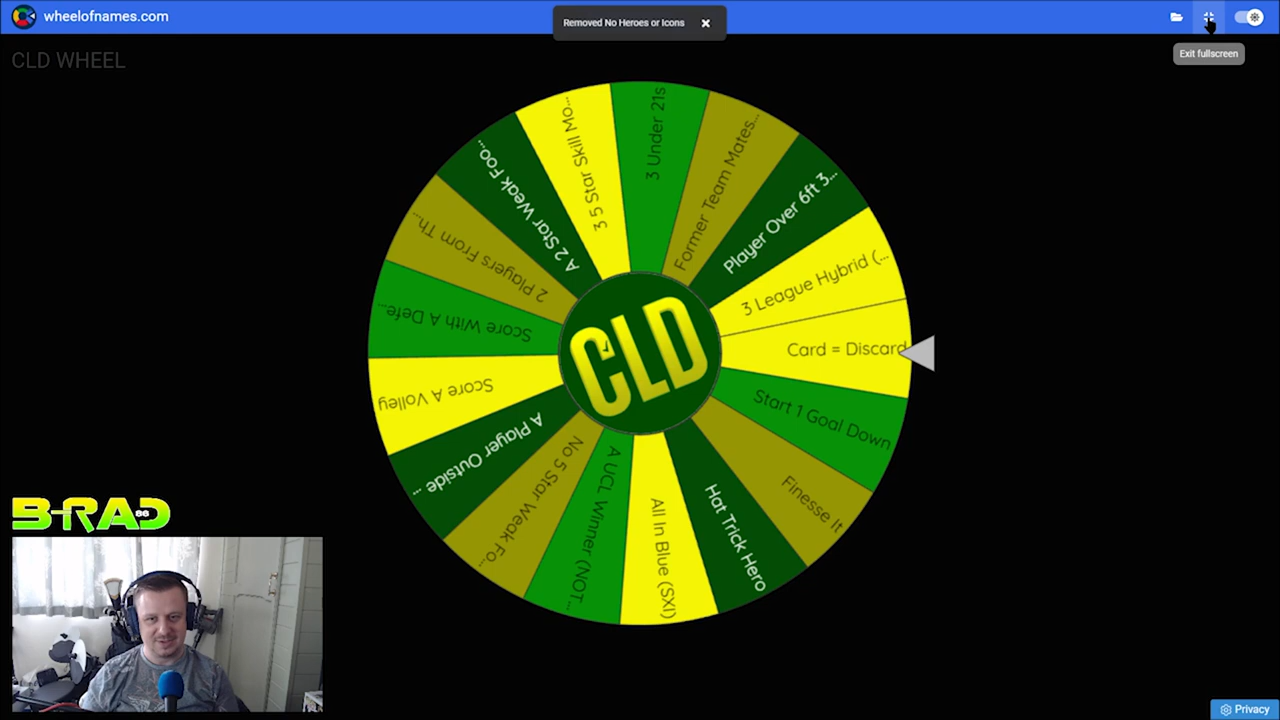 wheelofnames.com
Removed No Heroes or Icons
Exit fullscreen
CLD WHEEL
3 Under 21s
Former Team Mates...
Player Over 6ft 3...
3 League Hybrid (...
Card = Discard
Start 1 Goal Down
Finesse It
Hat Trick Hero
All In Blue (SXI)
A UCL Winner (NOT...
No 5 Star Weak Fo...
A Player Outside ...
Score A Volley
Score With A Defe...
2 Players From Th...
A 2 Star Weak Foo...
3 5 Star Skill Mo...
CLD
B-RAD
86
Privacy